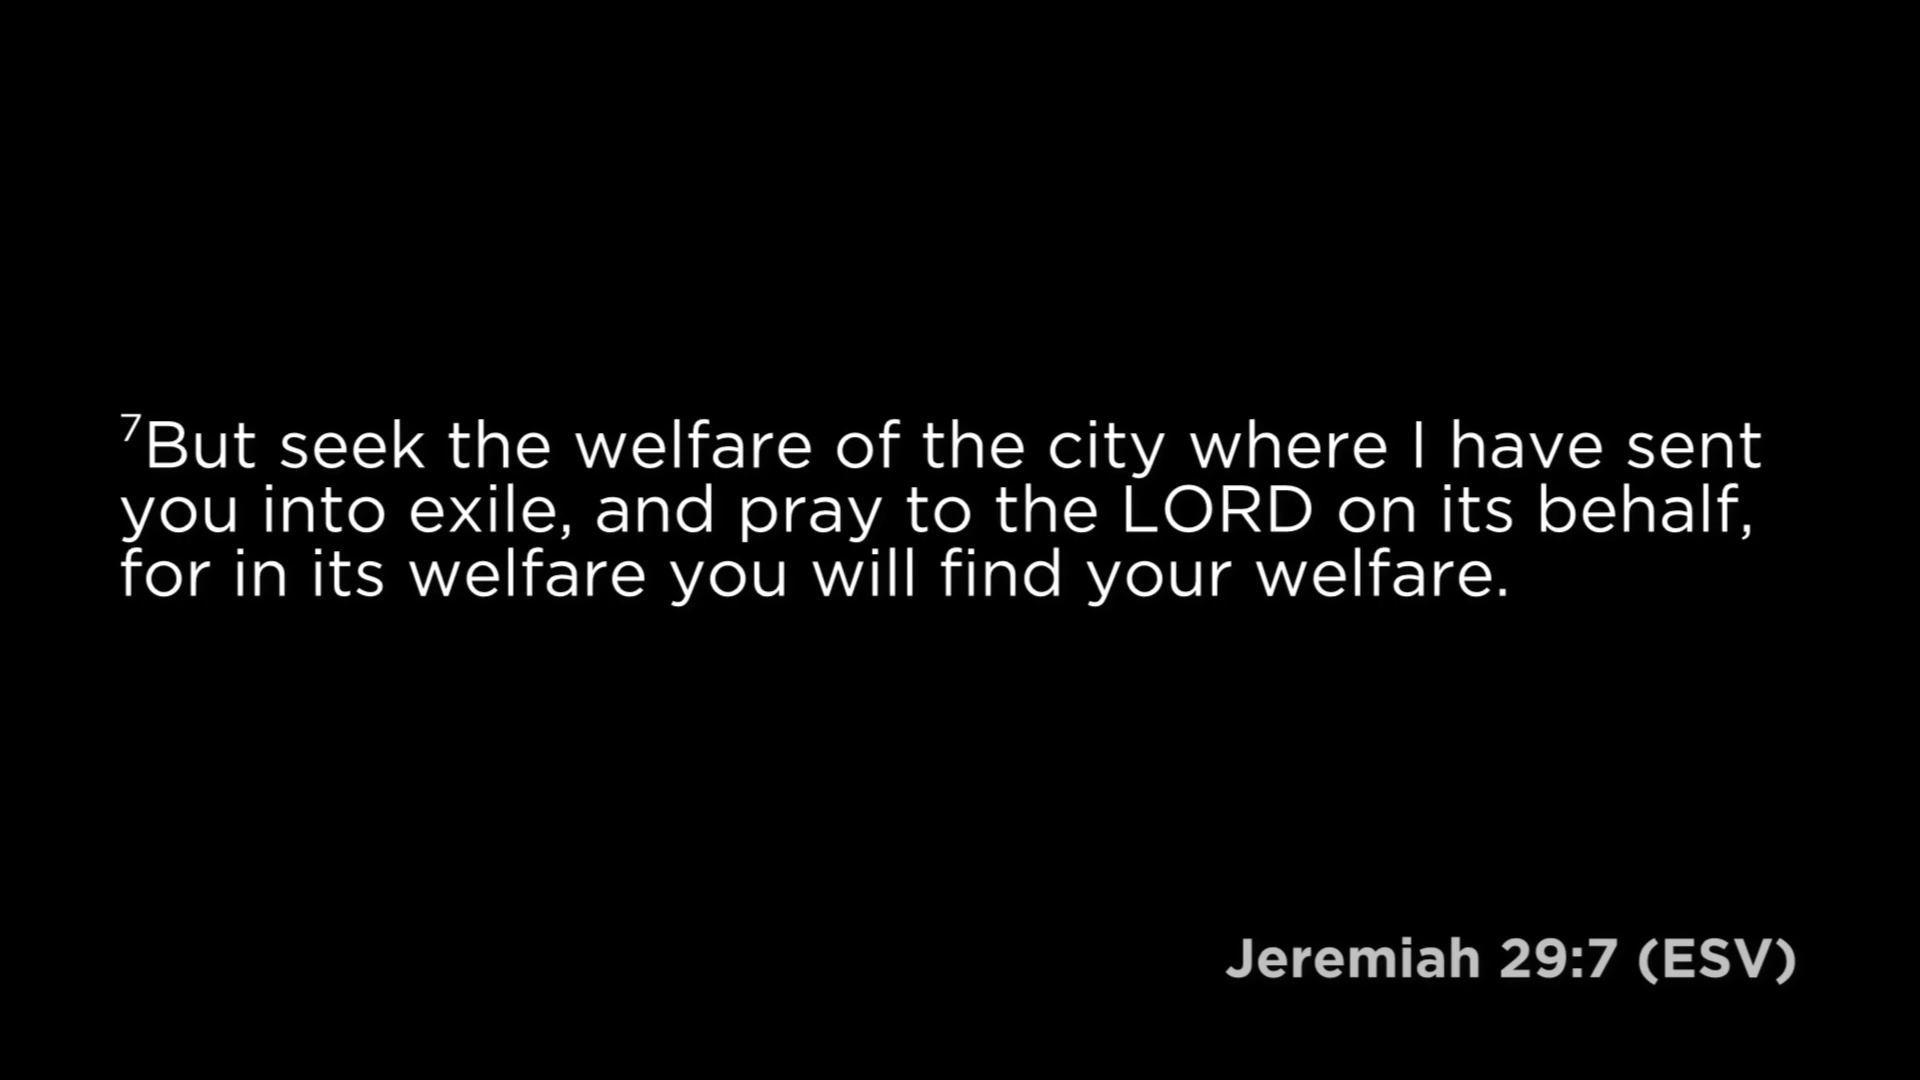 ⁷But seek the welfare of the city where I have sent
you into exile, and pray to the LORD on its behalf,
for in its welfare you will find your welfare.
Jeremiah 29:7 (ESV)